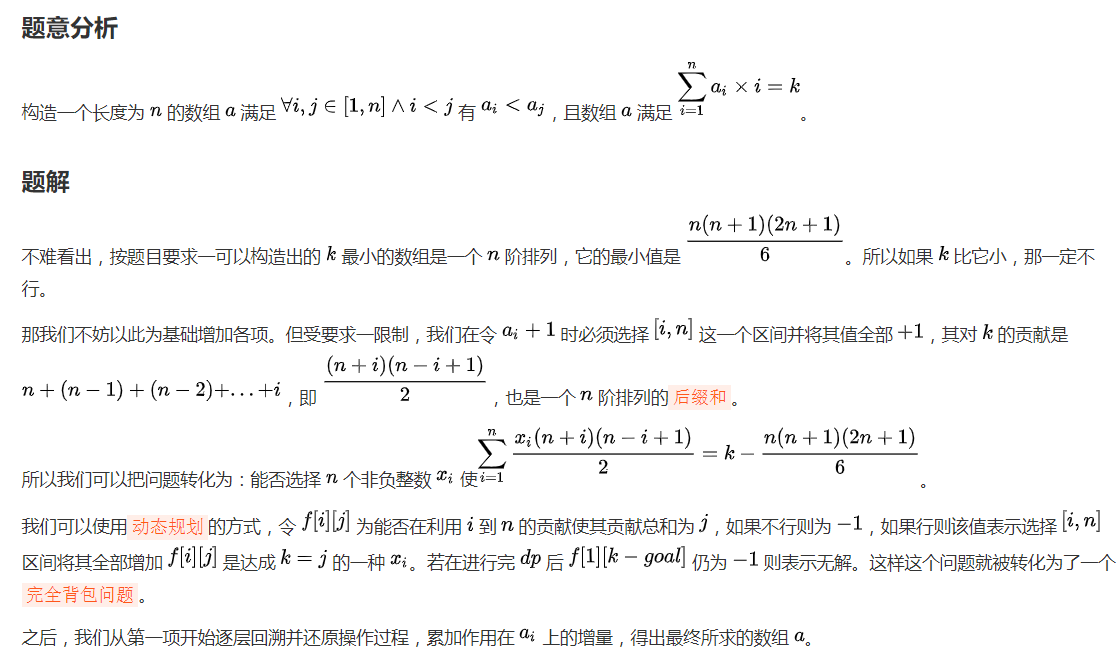 题意分析
构造一个长度为 n 的数组 a 满足 ∀i, j ∈ [1, n] ∧ i < j 有 a_i < a_j ，且数组 a 满足 \sum_{i=1}^{n} a_i × i = k 。
题解
不难看出，按题目要求一可以构造出的 k 最小的数组是一个 n 阶排列，它的最小值是 \frac{n(n+1)(2n+1)}{6} 。所以如果 k 比它小，那一定不
行。
那我们不妨以此为基础增加各项。但受要求一限制，我们在令 a_i + 1 时必须选择 [i, n] 这一个区间并将其值全部 +1 ，其对 k 的贡献是
n + (n − 1) + (n − 2)+. . . +i ，即 \frac{(n+i)(n−i+1)}{2} ，也是一个 n 阶排列的 后缀和 。
所以我们可以把问题转化为：能否选择 n 个非负整数 x_i 使 \sum_{i=1}^{n} \frac{x_i(n+i)(n−i+1)}{2} = k − \frac{n(n+1)(2n+1)}{6} 。
我们可以使用 动态规划 的方式，令 f[i][j] 为能否在利用 i 到 n 的贡献使其贡献总和为 j ，如果不行则为 −1 ，如果行则该值表示选择 [i, n]
区间将其全部增加 f[i][j] 是达成 k = j 的一种 x_i 。若在进行完 dp 后 f[1][k − goal] 仍为 −1 则表示无解。这样这个问题就被转化为了一个
完全背包问题 。
之后，我们从第一项开始逐层回溯并还原操作过程，累加作用在 a_i 上的增量，得出最终所求的数组 a。